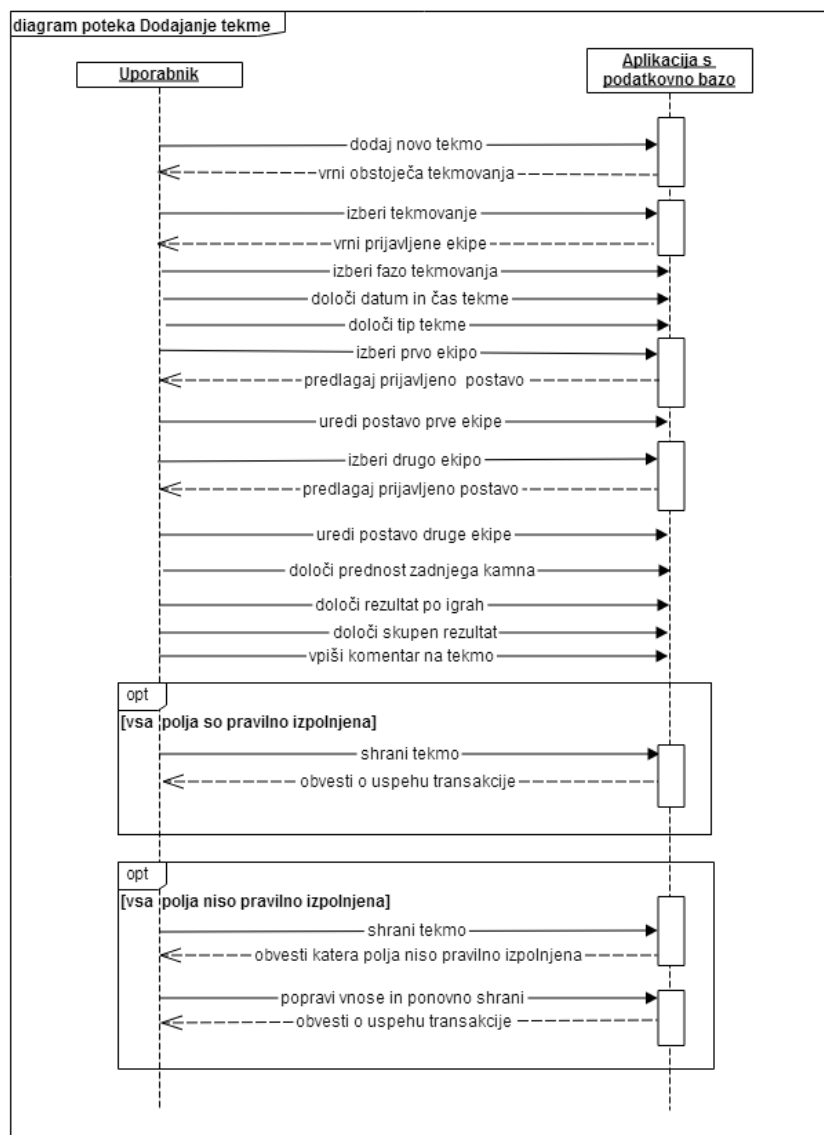 diagram poteka Dodajanje tekme
Uporabnik
Aplikacija s
podatkovno bazo
dodaj novo tekmo
vrni obstoječa tekmovanja
izberi tekmovanje
vrni prijavljene ekipe
izberi fazo tekmovanja
določi datum in čas tekme
določi tip tekme
izberi prvo ekipo
predlagaj prijavljeno postavo
uredi postavo prve ekipe
izberi drugo ekipo
predlagaj prijavljeno postavo
uredi postavo druge ekipe
določi prednost zadnjega kamna
določi rezultat po igrah
določi skupen rezultat
vpiši komentar na tekmo
opt
[vsa polja so pravilno izpolnjena]
shrani tekmo
obvesti o uspehu transakcije
opt
[vsa polja niso pravilno izpolnjena]
shrani tekmo
obvesti katera polja niso pravilno izpolnjena
popravi vnose in ponovno shrani
obvesti o uspehu transakcije